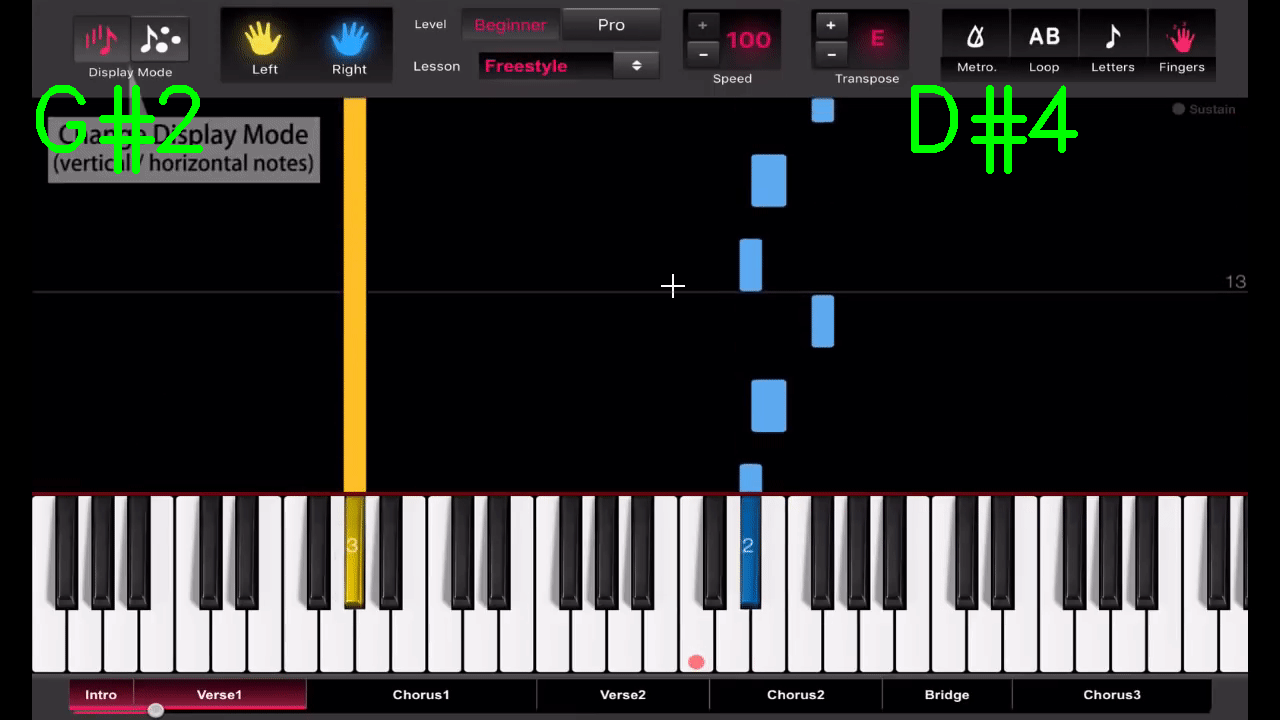 Level
Beginner
Pro
Lesson
Freestyle
Display Mode
Left
Right
+
-
100
Speed
+
-
E
Transpose
Metro.
AB
Loop
Letters
Fingers
G#2
D#4
Sustain
Change Display Mode
(vertical / horizontal notes)
13
3
2
Intro
Verse1
Chorus1
Verse2
Chorus2
Bridge
Chorus3